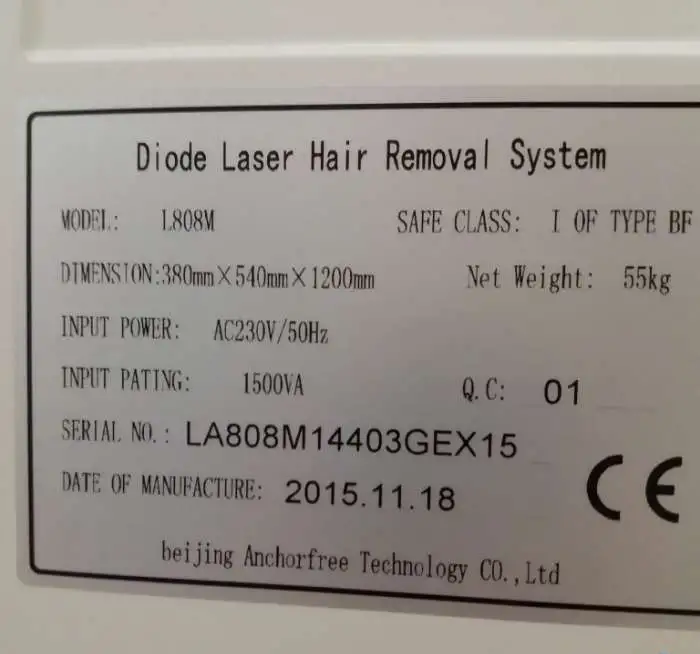 Diode Laser Hair Removal System
MODEL: L808M SAFE CLASS: I OF TYPE BF
DIMENSION:380mm×540mm×1200mm Net Weight: 55kg
INPUT POWER: AC230V/50Hz
INPUT PATING: 1500VA Q.C: 01
SERIAL NO.: LA808M14403GEX15
DATE OF MANUFACTURE: 2015.11.18
CE
beijing Anchorfree Technology CO.,Ltd